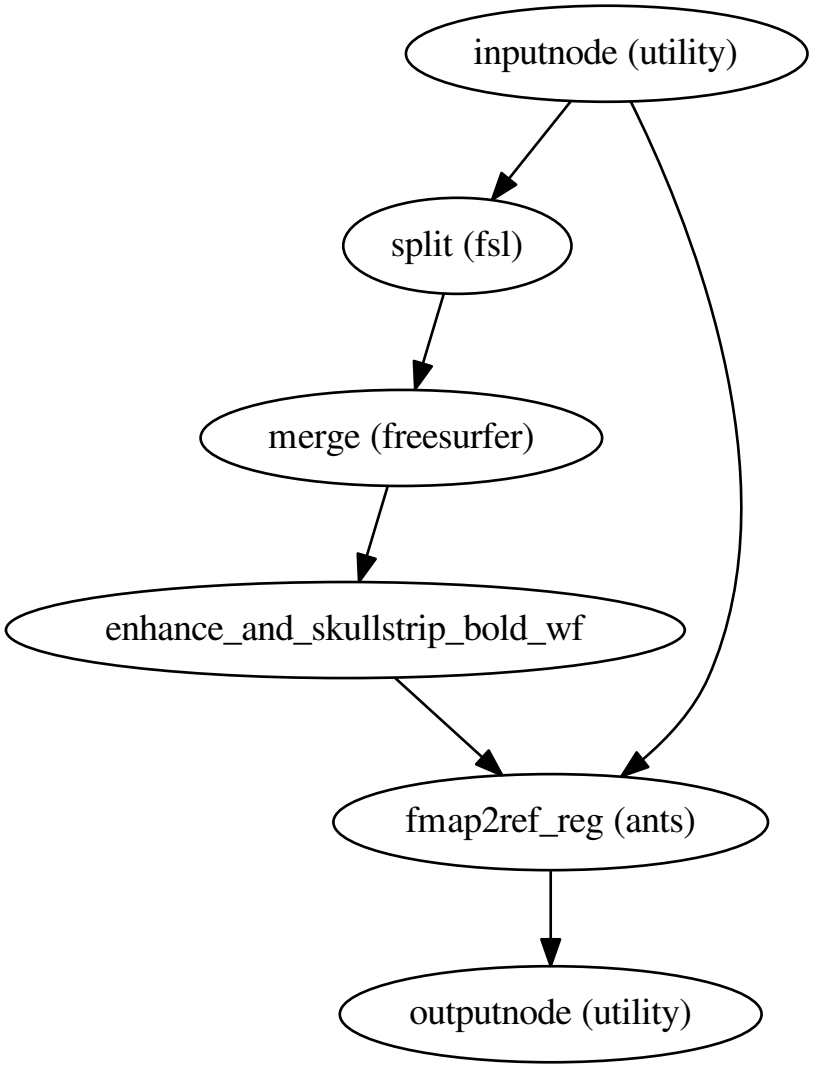 inputnode (utility)
split (fsl)
merge (freesurfer)
enhance_and_skullstrip_bold_wf
fmap2ref_reg (ants)
outputnode (utility)